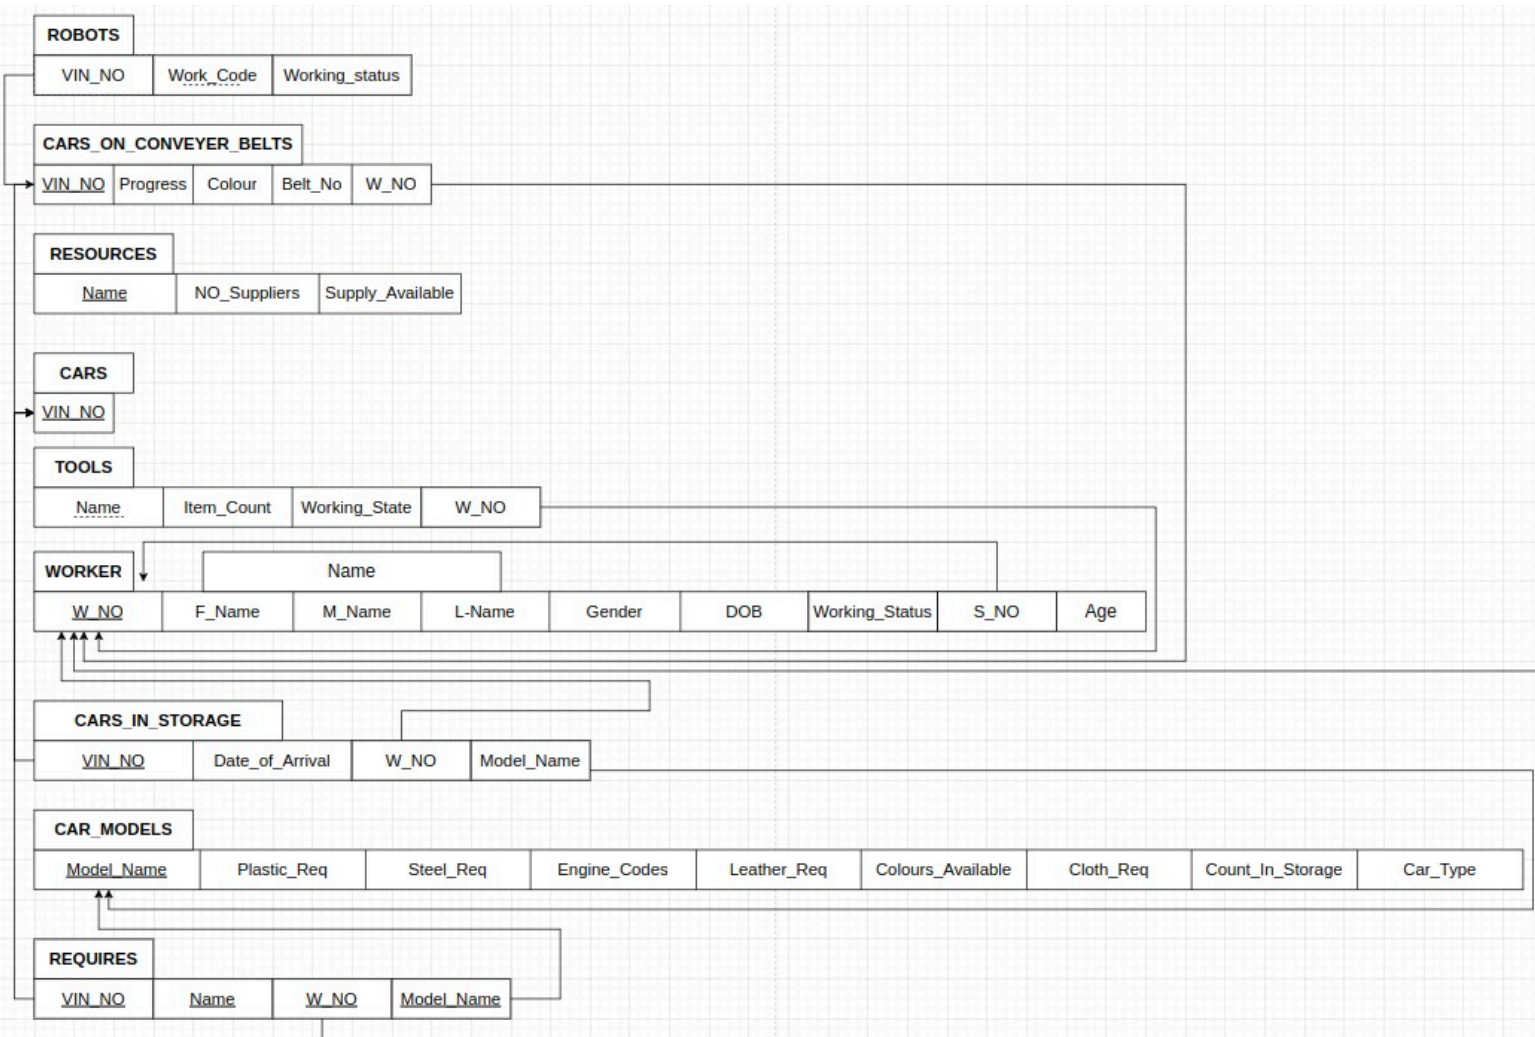 ROBOTS
VIN_NO Work_Code Working_status
CARS_ON_CONVEYER_BELTS
VIN_NO Progress Colour Belt_No W_NO
RESOURCES
Name NO_Suppliers Supply_Available
CARS
VIN_NO
TOOLS
Name Item_Count Working_State W_NO
WORKER Name
W_NO F_Name M_Name L-Name Gender DOB Working_Status S_NO Age
CARS_IN_STORAGE
VIN_NO Date_of_Arrival W_NO Model_Name
CAR_MODELS
Model_Name Plastic_Req Steel_Req Engine_Codes Leather_Req Colours_Available Cloth_Req Count_In_Storage Car_Type
REQUIRES
VIN_NO Name W_NO Model_Name